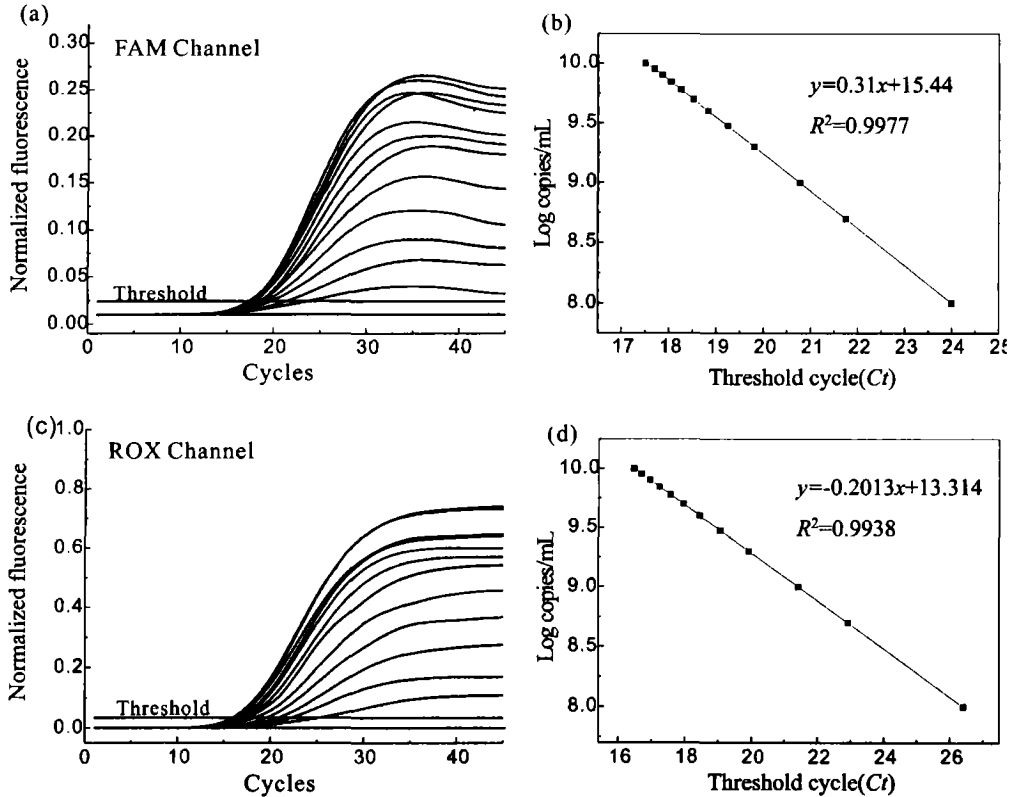 (a)
FAM Channel
Normalized fluorescence
0.30
0.25
0.20
0.15
0.10
0.05
0.00
Threshold
0 10 20 30 40
Cycles
(b)
Log copies/mL
10.0
9.5
9.0
8.5
8.0
y=0.31x+15.44
R²=0.9977
17 18 19 20 21 22 23 24 25
Threshold cycle(Ct)
(c)
ROX Channel
Normalized fluorescence
1.0
0.8
0.6
0.4
0.2
0.0
Threshold
0 10 20 30 40
Cycles
(d)
Log copies/mL
10.0
9.5
9.0
8.5
8.0
y=-0.2013x+13.314
R²=0.9938
16 18 20 22 24 26
Threshold cycle(Ct)